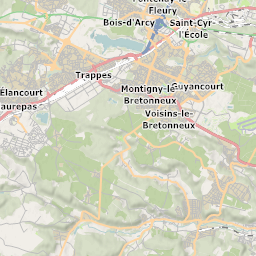 Fontenay-le-
Fleury
Bois-d'Arcy
Saint-Cyr-
l'École
Trappes
Élancourt
Maurepas
Montigny-le-
Bretonneux
Guyancourt
Voisins-le-
Bretonneux